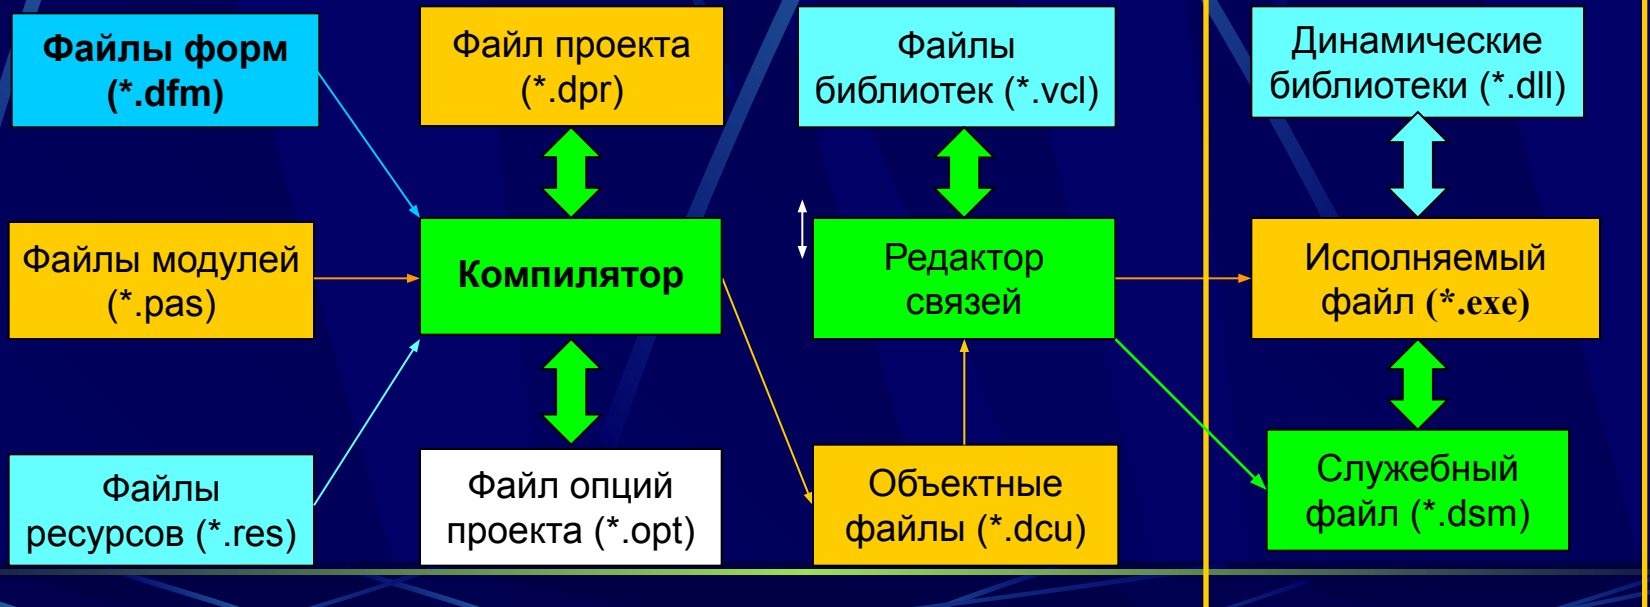 Файлы форм
(*.dfm)
Файл проекта
(*.dpr)
Файлы
библиотек (*.vcl)
Динамические
библиотеки (*.dll)
Файлы модулей
(*.pas)
Компилятор
Редактор
связей
Исполняемый
файл (*.exe)
Файлы
ресурсов (*.res)
Файл опций
проекта (*.opt)
Объектные
файлы (*.dcu)
Служебный
файл (*.dsm)